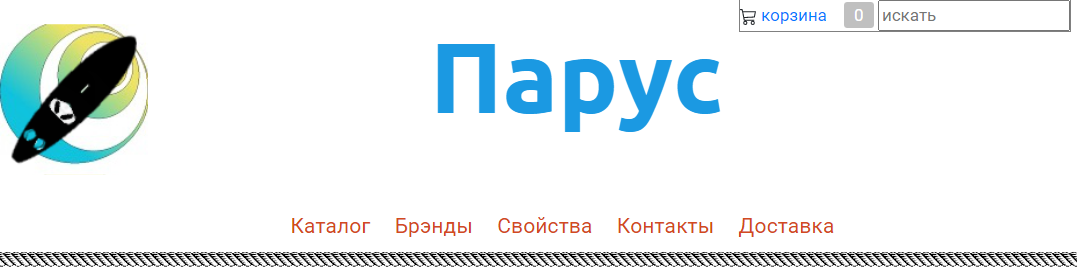 корзина 0 искать
Парус
Каталог Брэнды Свойства Контакты Доставка